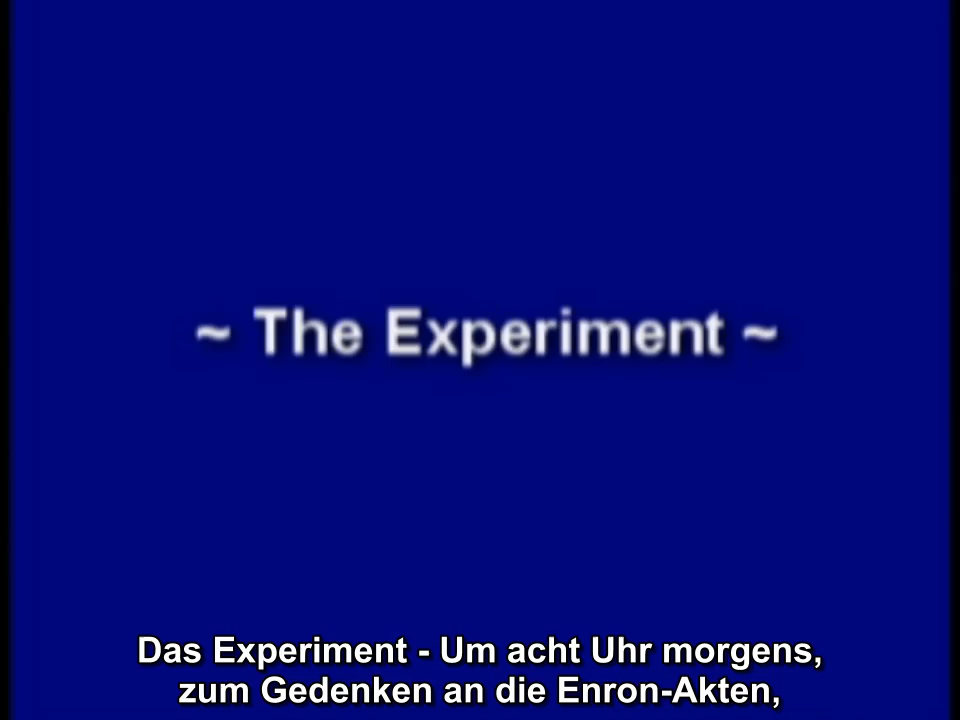 ~ The Experiment ~
Das Experiment - Um acht Uhr morgens,
zum Gedenken an die Enron-Akten,